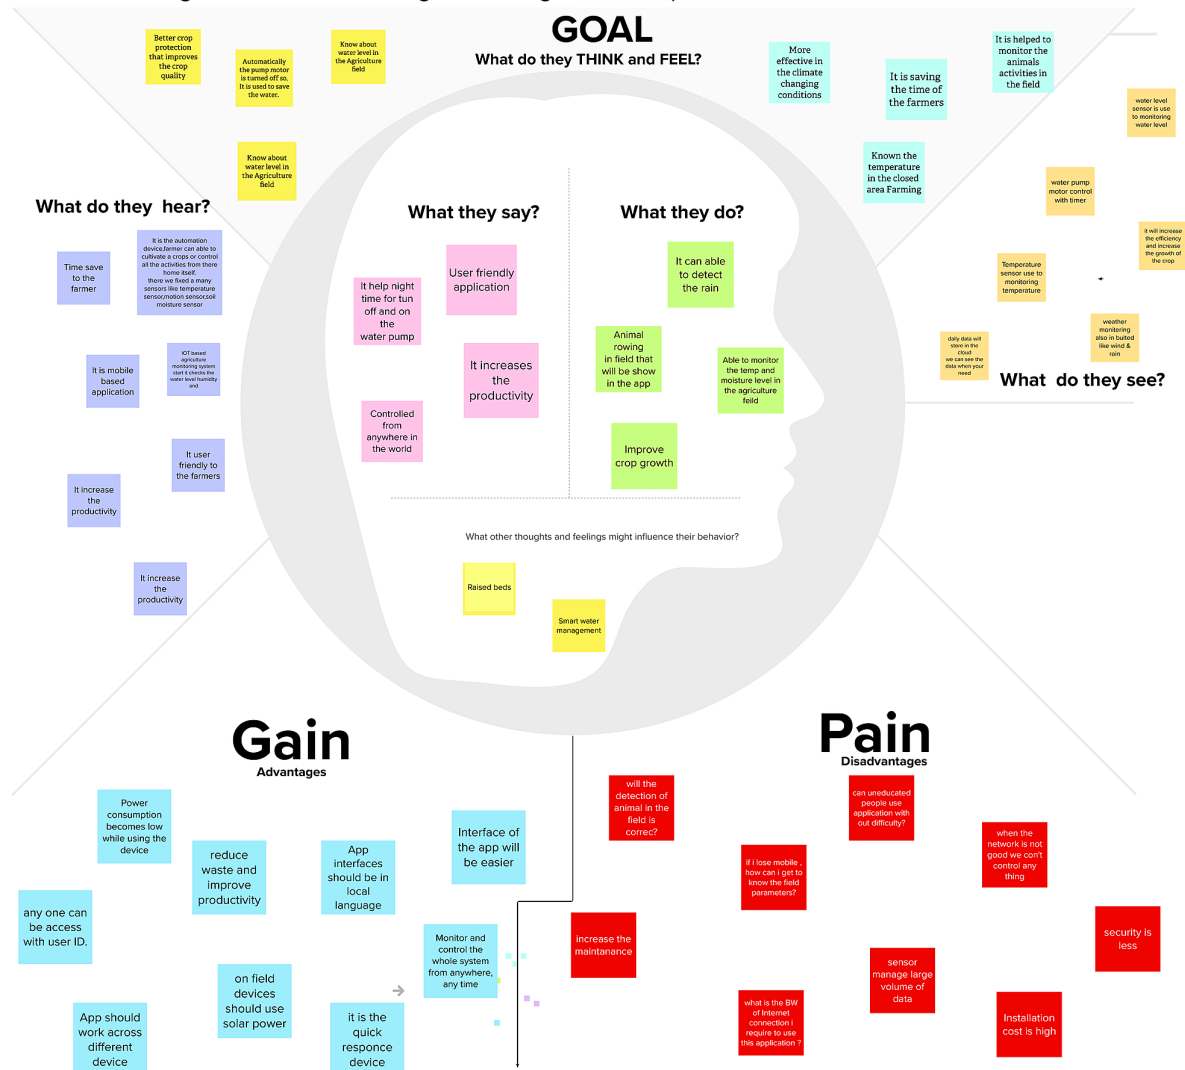 GOAL
What do they THINK and FEEL?
Better crop
protection
that improves
the crop
quality
Automatically
the pump motor
is turned off so.
It is used to save
the water.
Know about
water level in
the Agriculture
field
Know about
water level in
the Agriculture
field
More
effective in
the climate
changing
conditions
It is saving
the time of
the farmers
It is helped to
monitor the
animals
activities in
the field
Known the
temperature
in the closed
area Farming
What do they hear?
Time save
to the
farmer
It is the automation
device,farmer can able to
cultivate a crops or control
all the activities from there
home itself.
there we fixed a many
sensors like temperature
sensor,motion sensor,soil
moisture sensor
It is mobile
based
application
IOT based
agriculture
monitoring system
start it checks the
water level humidity
and
It user
friendly to
the farmers
It increase
the
productivity
It increase
the
productivity
What they say?
User friendly
application
It help night
time for tun
off and on
the
water pump
It increases
the
productivity
Controlled
from
anywhere in
the world
What they do?
It can able
to detect
the rain
Animal
rowing
in field that
will be show
in the app
Able to monitor
the temp and
moisture level in
the agriculture
feild
Improve
crop growth
What other thoughts and feelings might influence their behavior?
Raised beds
Smart water
management
water level
sensor is use
to monitoring
water level
water pump
motor control
with timer
it will increase
the efficiency
and increase
the growth of
the crop
Temperature
sensor use to
monitoring
temperature
weather
monitering
also in bulted
like wind &
rain
daily data will
store in the
cloud
we can see the
data when your
need
What do they see?
Gain
Advantages
Power
consumption
becomes low
while using the
device
reduce
waste and
improve
productivity
App
interfaces
should be in
local
language
Interface of
the app will
be easier
any one can
be access
with user ID.
Monitor and
control the
whole system
from anywhere,
any time
on field
devices
should use
solar power
App should
work across
different
device
it is the
quick
responce
device
Pain
Disadvantages
will the
detection of
animal in the
field is
correc?
can uneducated
people use
application with
out difficulty?
when the
network is not
good we con't
control any
thing
if i lose mobile ,
how can i get to
know the field
parameters?
increase the
maintanance
security is
less
sensor
manage large
volume of
data
what is the BW
of Internet
connection i
require to use
this application ?
Installation
cost is high